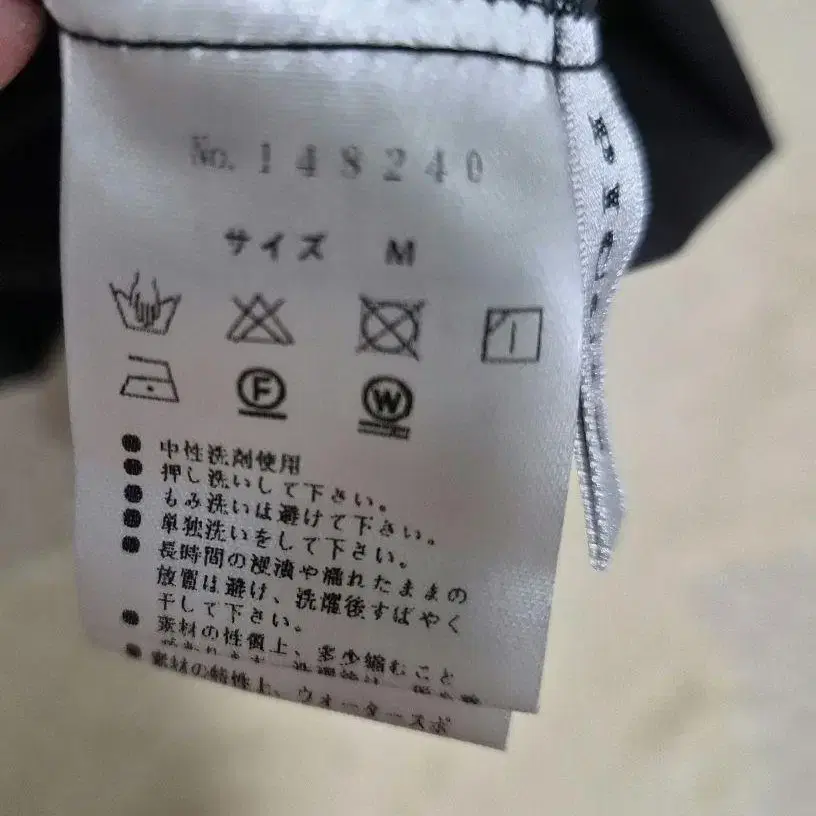 No. 148240
サイズ M
F
W
● 中性洗剤使用
● 押し洗いして下さい。
● もみ洗いは避けて下さい。
● 単独洗いをして下さい。
● 長時間の浸漬や濡れたままの
放置は避け、洗濯後すばやく
干して下さい。
● 素材の性質上、多少縮むこと
● 素材の特性上、ウォータースポ